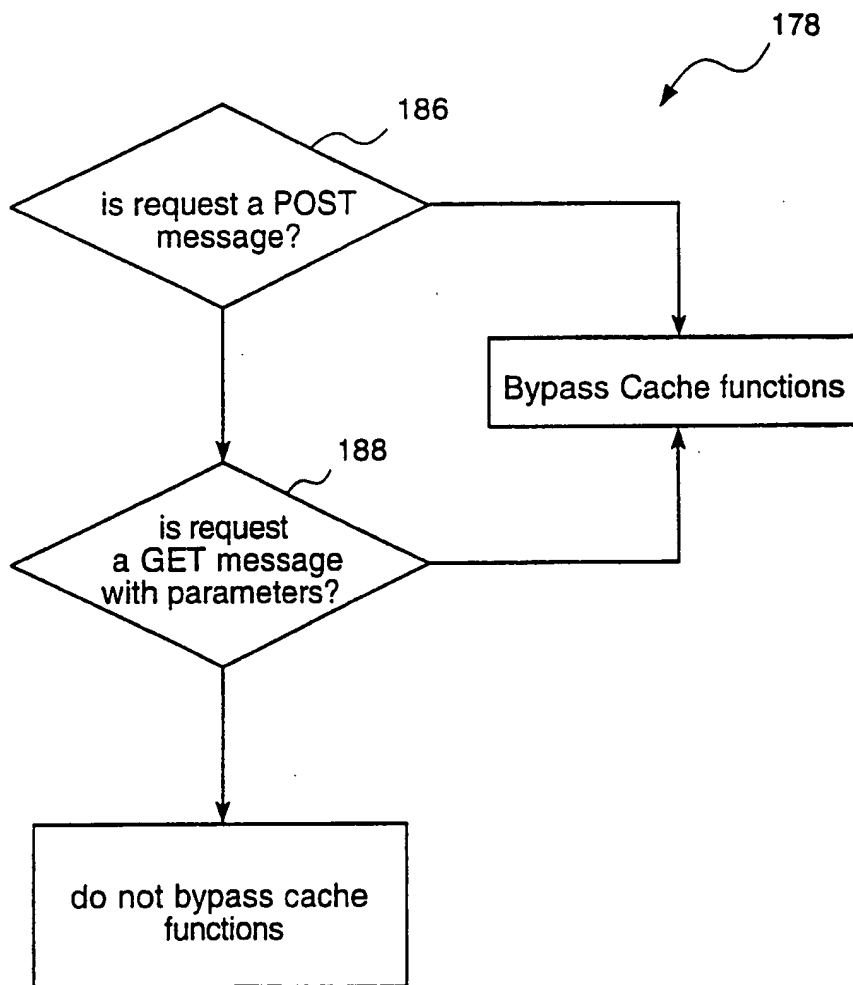 178
186
is request a POST
message?
Bypass Cache functions
188
is request
a GET message
with parameters?
do not bypass cache
functions